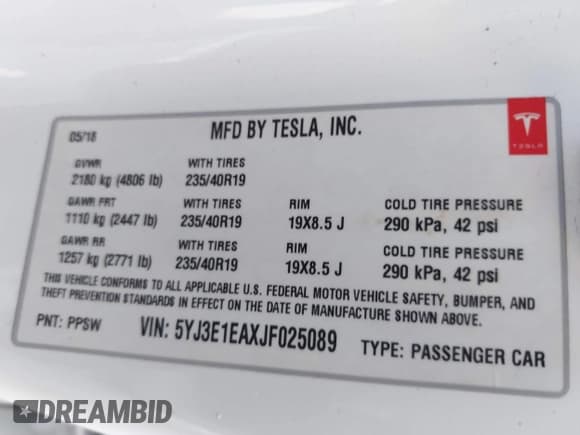 05/18
MFD BY TESLA, INC.
TESLA
GVWR WITH TIRES
2180 kg (4806 lb) 235/40R19
GAWR FRT WITH TIRES RIM COLD TIRE PRESSURE
1110 kg (2447 lb) 235/40R19 19X8.5 J 290 kPa, 42 psi
GAWR RR WITH TIRES RIM COLD TIRE PRESSURE
1257 kg (2771 lb) 235/40R19 19X8.5 J 290 kPa, 42 psi
THIS VEHICLE CONFORMS TO ALL APPLICABLE U.S. FEDERAL MOTOR VEHICLE SAFETY, BUMPER, AND
THEFT PREVENTION STANDARDS IN EFFECT ON THE DATE OF MANUFACTURE SHOWN ABOVE.
PNT: PPSW VIN: 5YJ3E1EAXJF025089 TYPE: PASSENGER CAR
DREAMBID